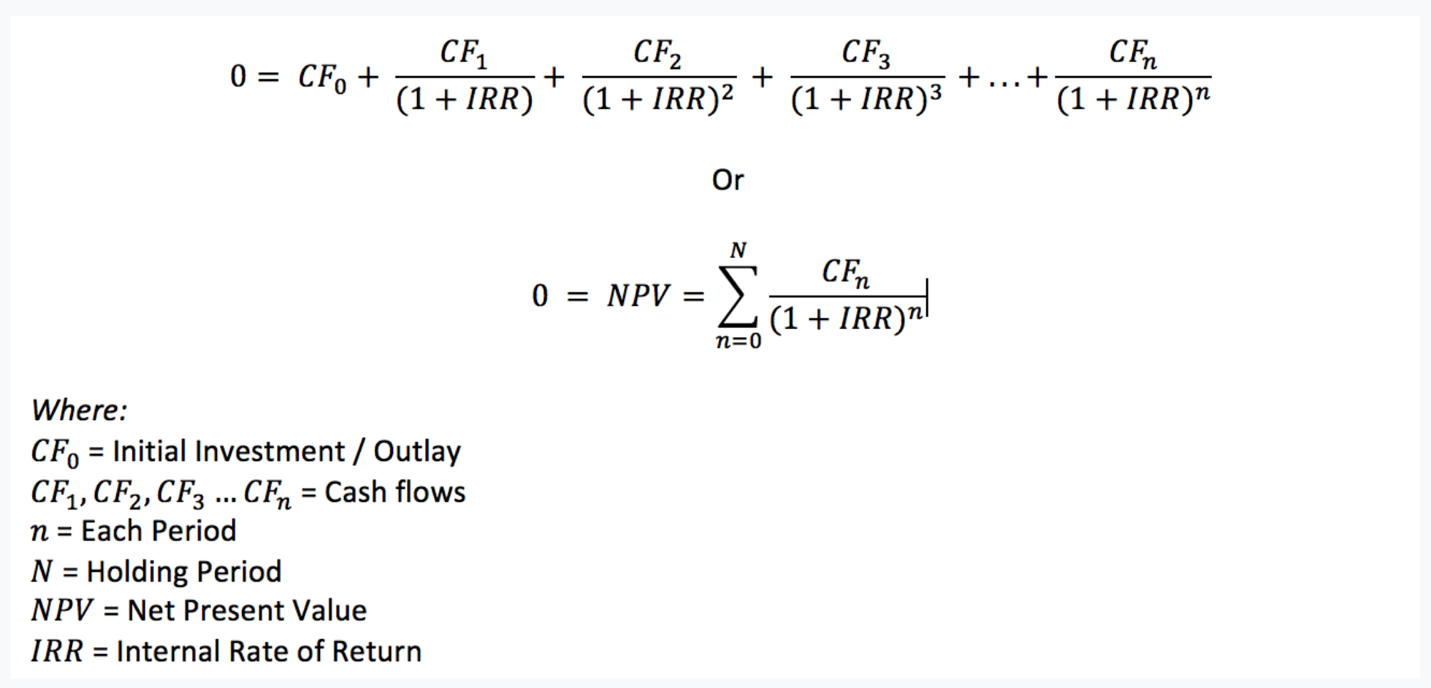 0 = CF₀ + CF₁/(1 + IRR) + CF₂/(1 + IRR)² + CF₃/(1 + IRR)³ +...+ CFₙ/(1 + IRR)ⁿ
Or
0 = NPV = ∑ₙ₌₀ᴺ CFₙ/(1 + IRR)ⁿ
Where:
CF₀ = Initial Investment / Outlay
CF₁, CF₂, CF₃ ... CFₙ = Cash flows
n = Each Period
N = Holding Period
NPV = Net Present Value
IRR = Internal Rate of Return